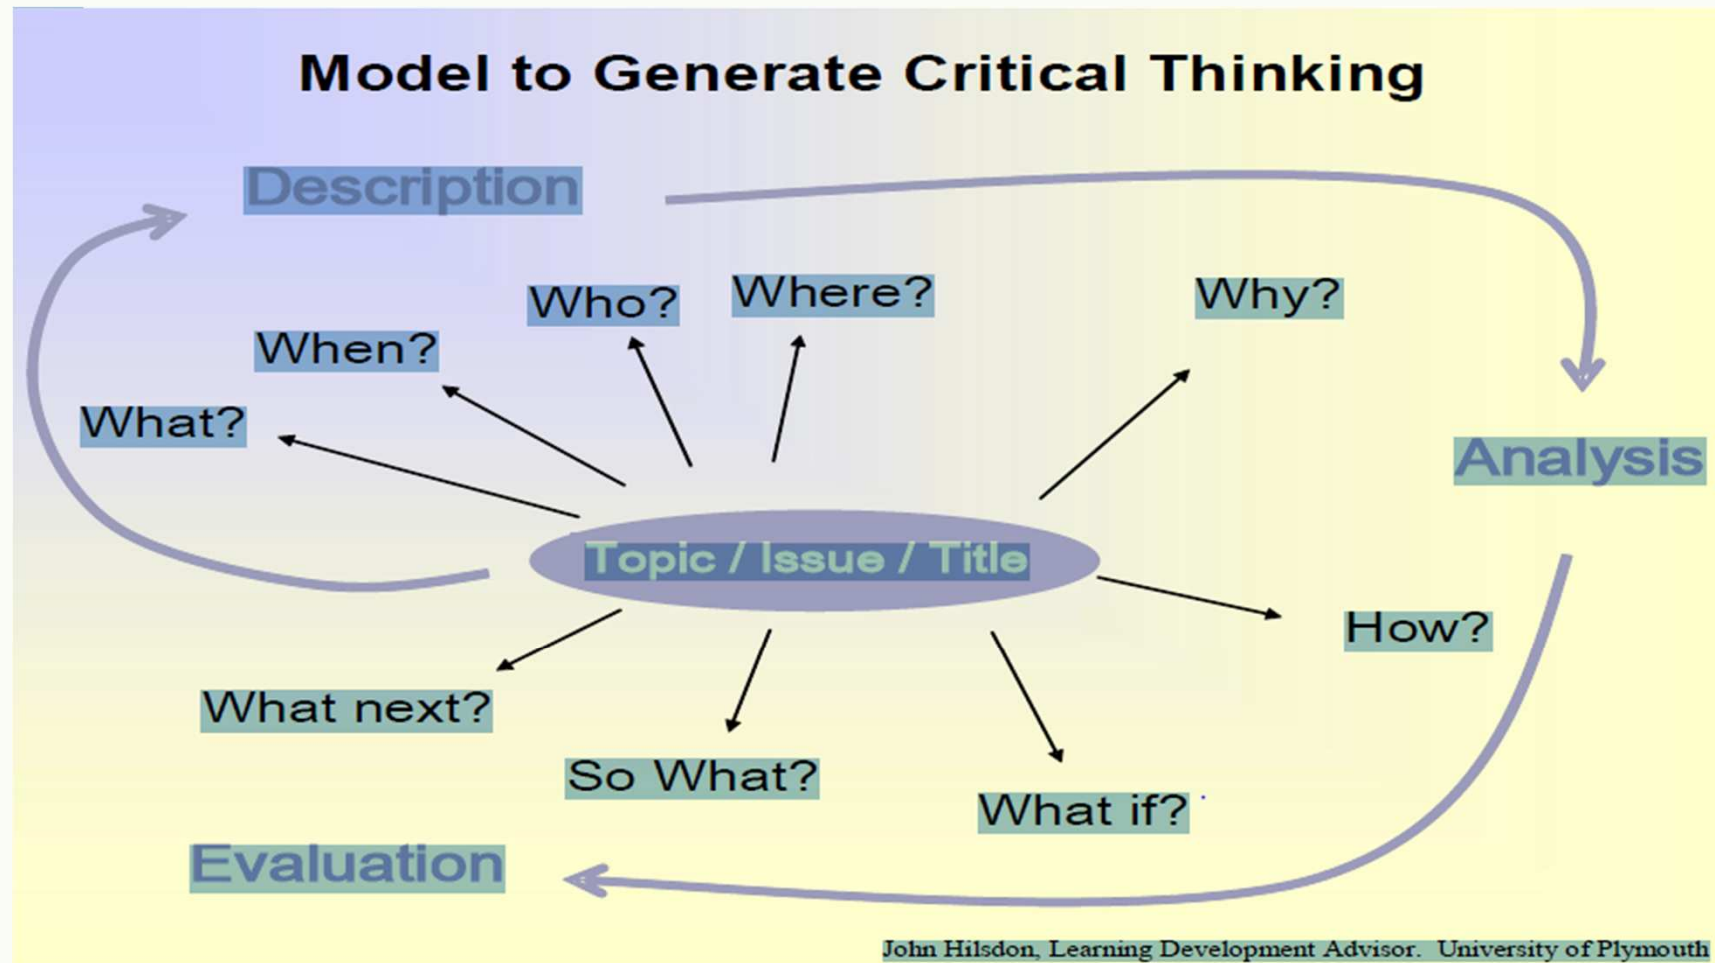 Model to Generate Critical Thinking
Description
Who?
Where?
Why?
When?
What?
Analysis
Topic / Issue / Title
How?
What next?
So What?
What if?
Evaluation
John Hilsdon, Learning Development Advisor. University of Plymouth